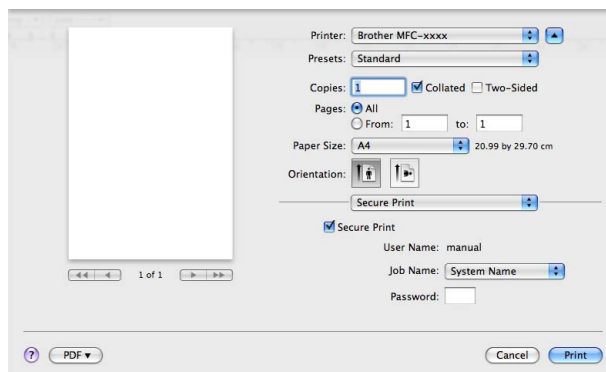 Printer: Brother MFC-xxxx
Presets: Standard
Copies: 1 Collated Two-Sided
Pages: All
From: 1 to: 1
Paper Size: A4 20.99 by 29.70 cm
Orientation:
Secure Print
Secure Print
User Name: manual
Job Name: System Name
Password:
1 of 1
? PDF Cancel Print